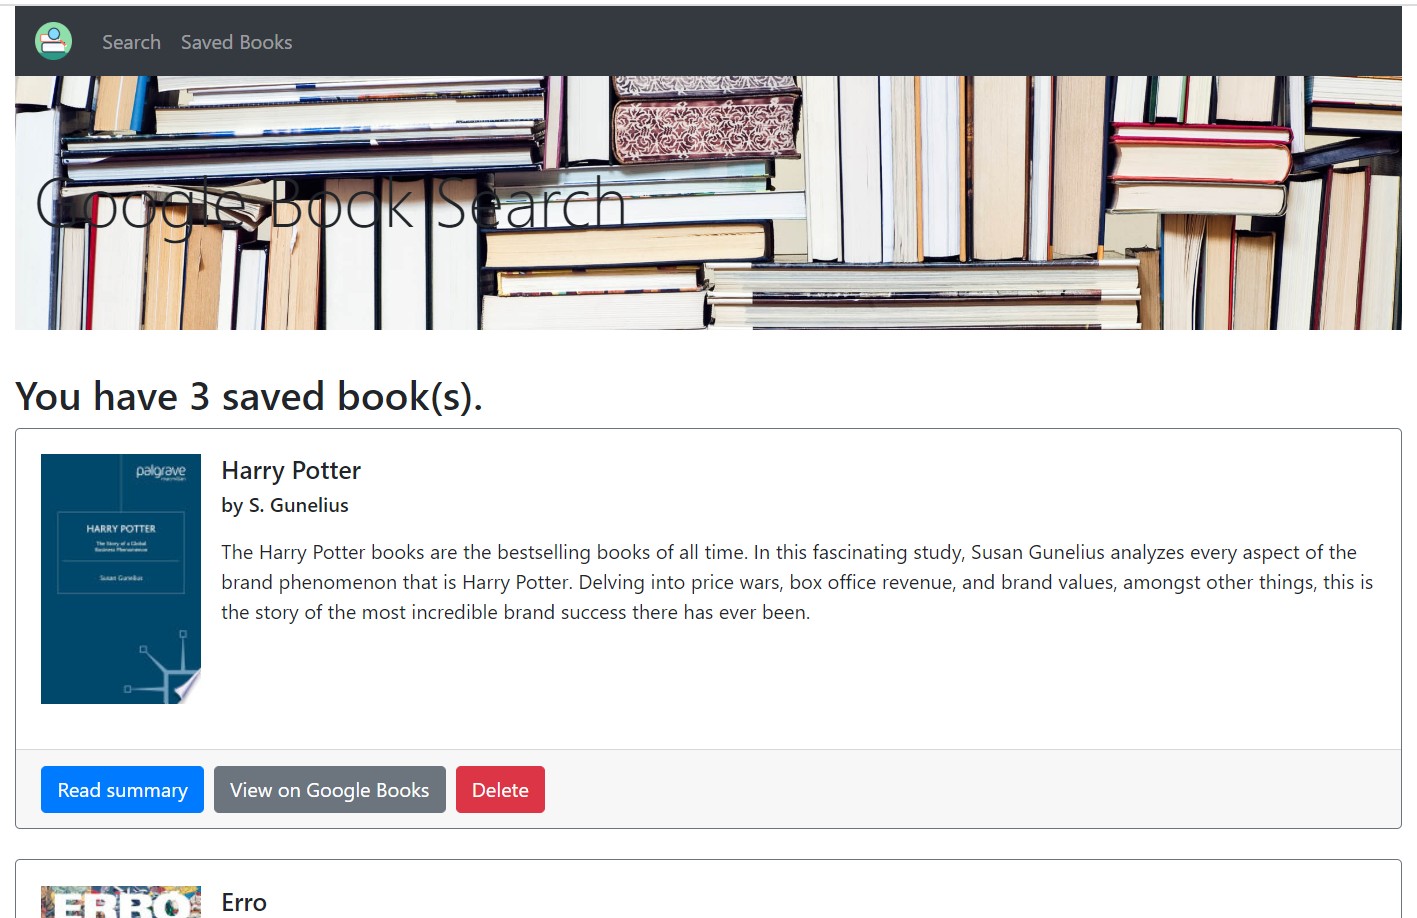 Search Saved Books
Google Book Search
You have 3 saved book(s).
palgrave
macmillan
HARRY POTTER
The Story of a Global
Business Phenomenon
Susan Gunelius
Harry Potter
by S. Gunelius
The Harry Potter books are the bestselling books of all time. In this fascinating study, Susan Gunelius analyzes every aspect of the
brand phenomenon that is Harry Potter. Delving into price wars, box office revenue, and brand values, amongst other things, this is
the story of the most incredible brand success there has ever been.
Read summary View on Google Books Delete
ERRO
Erro